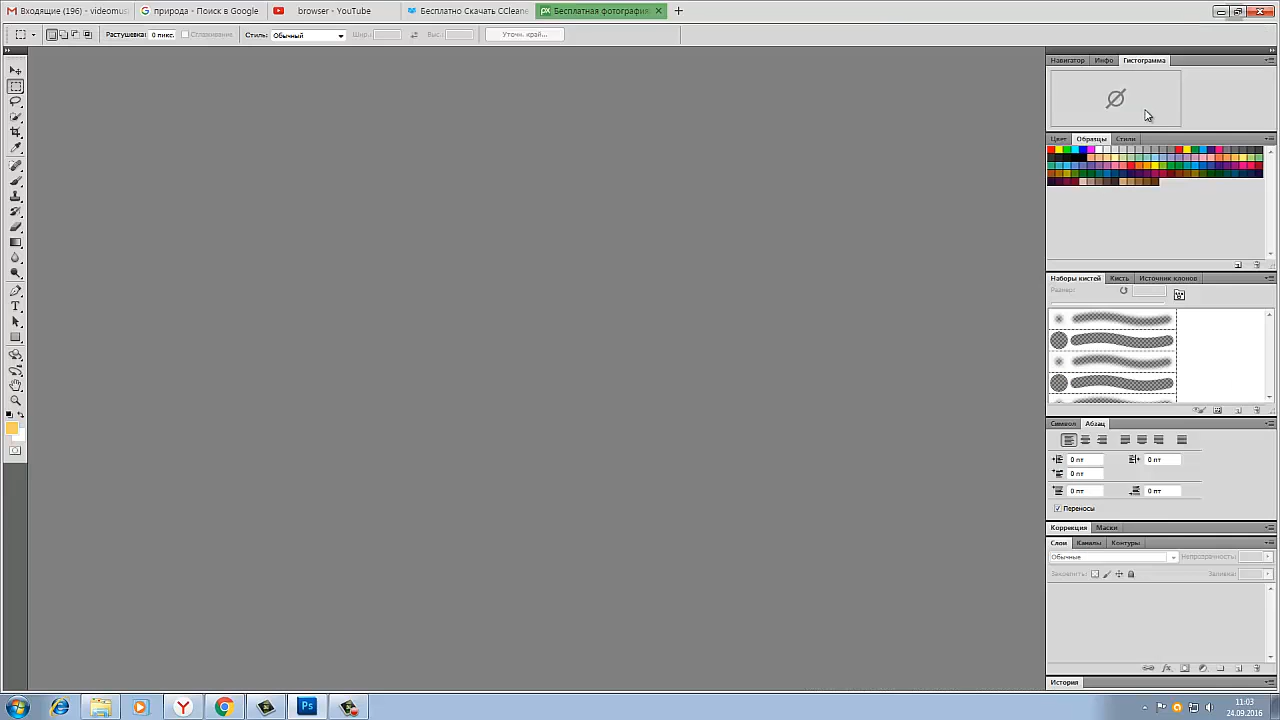 Входящие (196) - videomus
природа - Поиск в Google
browser - YouTube
Бесплатно Скачать CCleane
Бесплатная фотография
Растушевка: 0 пикс.
Сглаживание
Стиль: Обычный
Шир.:
Выс.:
Уточн. край...
Навигатор
Инфо
Гистограмма
Цвет
Образцы
Стили
Наборы кистей
Кисть
Источник клонов
Размер:
Символ
Абзац
0 пт
0 пт
0 пт
0 пт
0 пт
Переносы
Коррекция
Маски
Слои
Каналы
Контуры
Обычные
Непрозрачность:
Закрепить:
Заливка:
История
Ps
11:03
24.09.2016